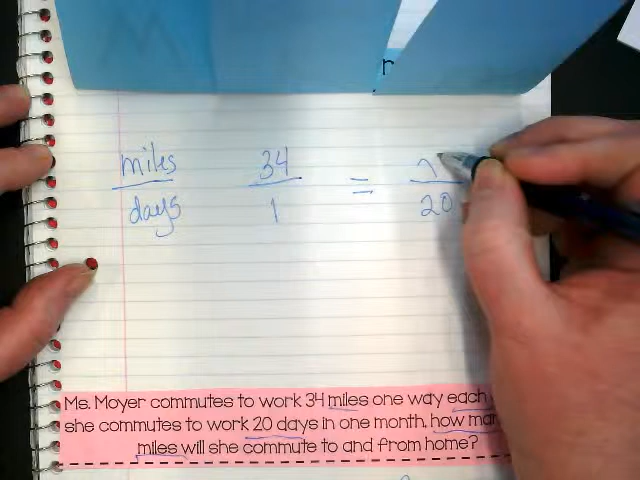 r
miles 34 = 
days 1 20
Ms. Moyer commutes to work 34 miles one way each
she commutes to work 20 days in one month. how
miles will she commute to and from home?